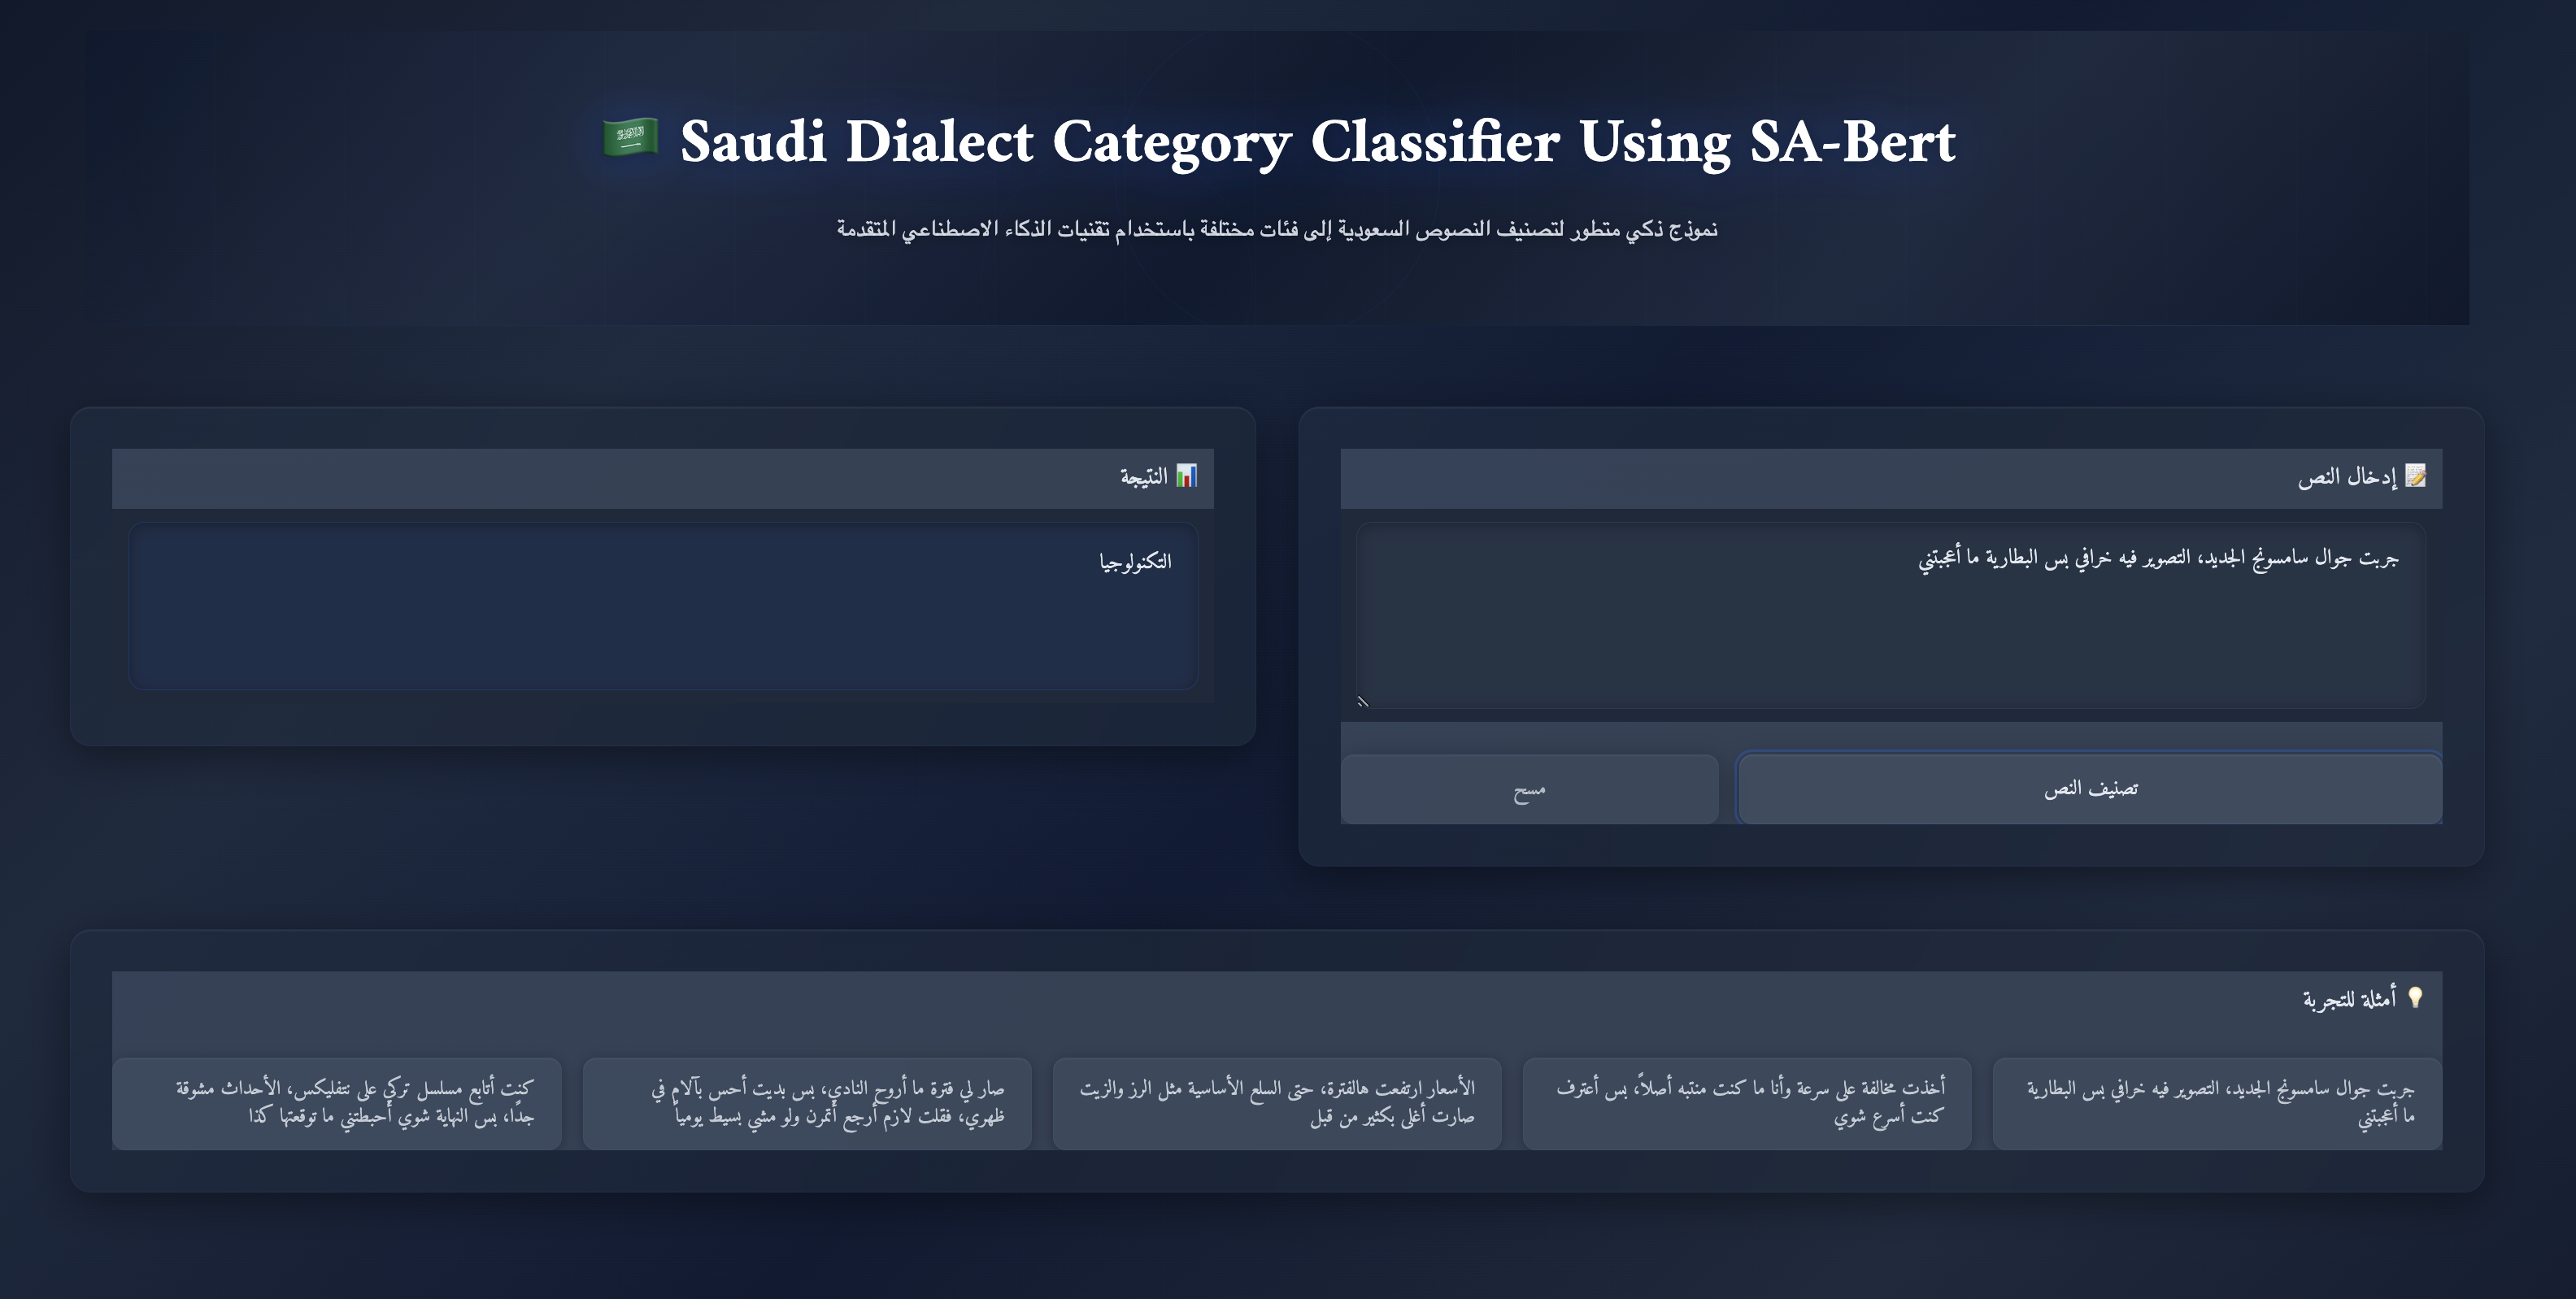 🇸🇦 Saudi Dialect Category Classifier Using SA-Bert
نموذج ذكي متطور لتصنيف النصوص السعودية إلى فئات مختلفة باستخدام تقنيات الذكاء الاصطناعي المتقدمة
📝 إدخال النص
جربت جوال سامسونج الجديد، التصوير فيه خرافي بس البطارية ما أعجبتني
تصنيف النص
مسح
📊 النتيجة
التكنولوجيا
💡 أمثلة للتجربة
جربت جوال سامسونج الجديد، التصوير فيه خرافي بس البطارية
ما أعجبتني
أخذت مخالفة على سرعة وأنا ما كنت منتبه أصلاً، بس أعترف
كنت أسرع شوي
الأسعار ارتفعت هالفترة، حتى السلع الأساسية مثل الرز والزيت
صارت أغلى بكثير من قبل
صار لي فترة ما أروح النادي، بس بديت أحس بآلام في
ظهري، فقلت لازم أرجع أتمرن ولو مشي بسيط يومياً
كنت أتابع مسلسل تركي على نتفليكس، الأحداث مشوقة
جدًا، بس النهاية شوي أحبطتني ما توقعتها كذا